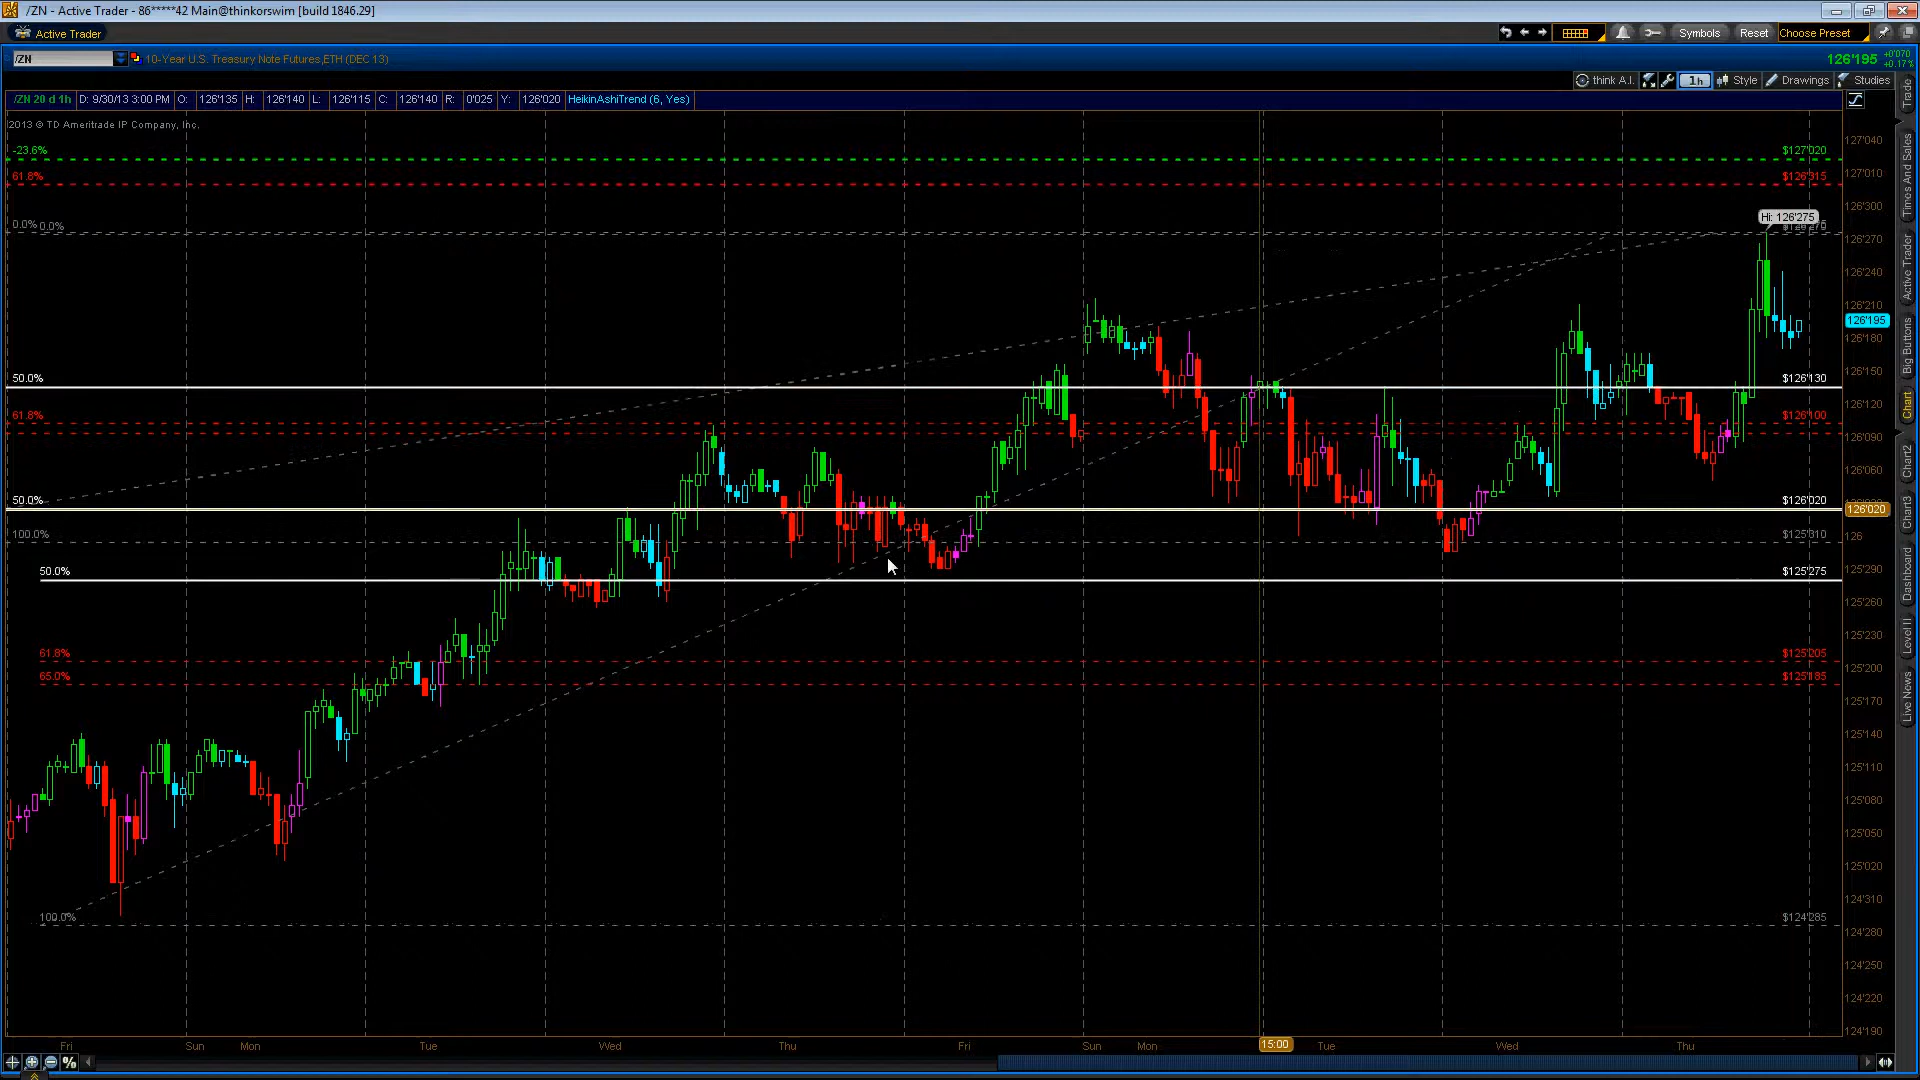 /ZN - Active Trader - 86*****42 Main@thinkorswim [build 1846.29]
Active Trader
Symbols Reset Choose Preset
/ZN 10-Year U.S. Treasury Note Futures,ETH (DEC 13)
126'195 +0'070
+0.17%
think A.I. 1h Style Drawings Studies
/ZN 20 d 1h D: 9/30/13 3:00 PM O: 126'135 H: 126'140 L: 126'115 C: 126'140 R: 0'025 Y: 126'020 HeikinAshiTrend (6, Yes)
2013 © TD Ameritrade IP Company, Inc.
-23.6% $127'020
61.8% $126'315
Hi: 126'275
0.0% 0.0%
50.0% $126'130
61.8% $126'100
50.0% $126'020
100.0% $125'310
50.0% $125'275
61.8% $125'205
65.0% $125'185
100.0% $124'285
127'040
127'010
126'300
126'270
126'240
126'210
126'195
126'180
126'150
126'120
126'090
126'060
126'020
126
125'290
125'260
125'230
125'200
125'170
125'140
125'110
125'080
125'050
125'020
124'310
124'280
124'250
124'220
124'190
Fri Sun Mon Tue Wed Thu Fri Sun Mon 15:00 Tue Wed Thu
%
Trade
Times And Sales
Active Trader
Big Buttons
Chart
Chart2
Chart3
Dashboard
Level II
Live News